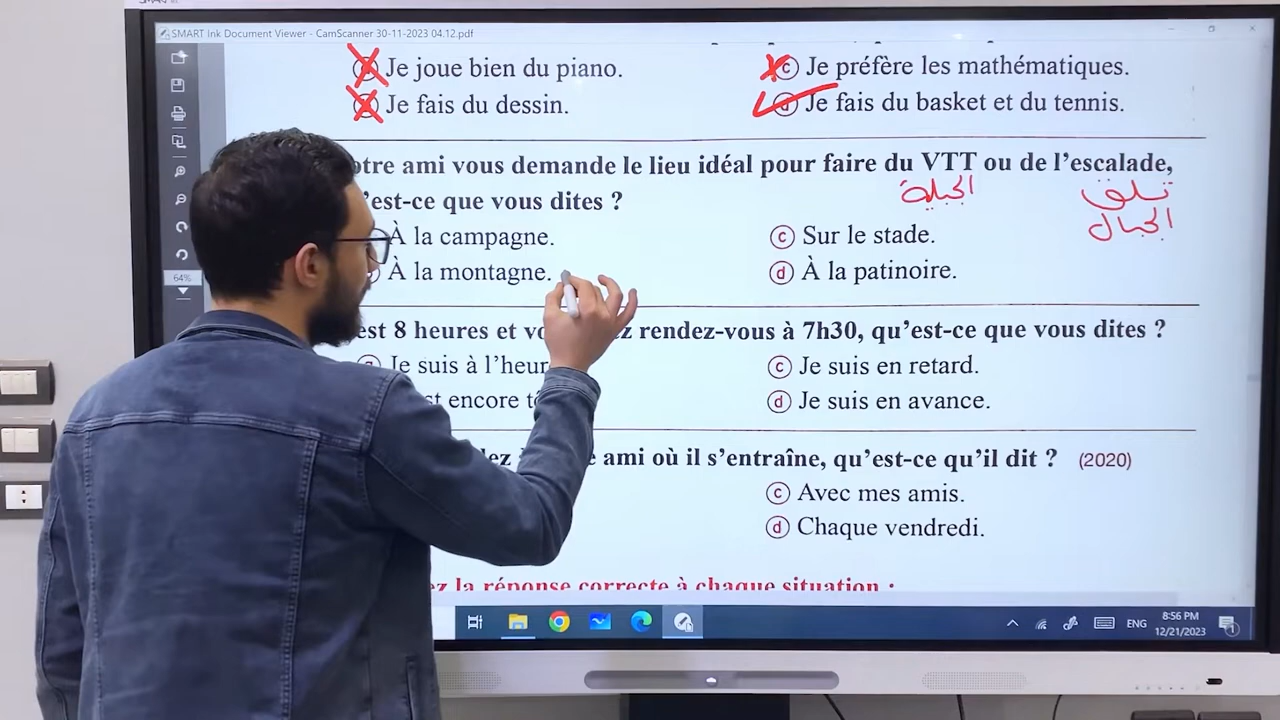 SMART Ink Document Viewer - CamScanner 30-11-2023 04.12.pdf
Je joue bien du piano.
c Je préfère les mathématiques.
Je fais du dessin.
d Je fais du basket et du tennis.
otre ami vous demande le lieu idéal pour faire du VTT ou de l'escalade,
الجبلية
تسلق
الجبال
'est-ce que vous dites ?
À la campagne.
c Sur le stade.
À la montagne.
d À la patinoire.
64%
est 8 heures et vo ez rendez-vous à 7h30, qu'est-ce que vous dites ?
a Je suis à l'heur
c Je suis en retard.
st encore tô
d Je suis en avance.
dez ami où il s'entraîne, qu'est-ce qu'il dit ? (2020)
c Avec mes amis.
d Chaque vendredi.
ez la réponse correcte à chaque situation :
ENG
8:56 PM
12/21/2023